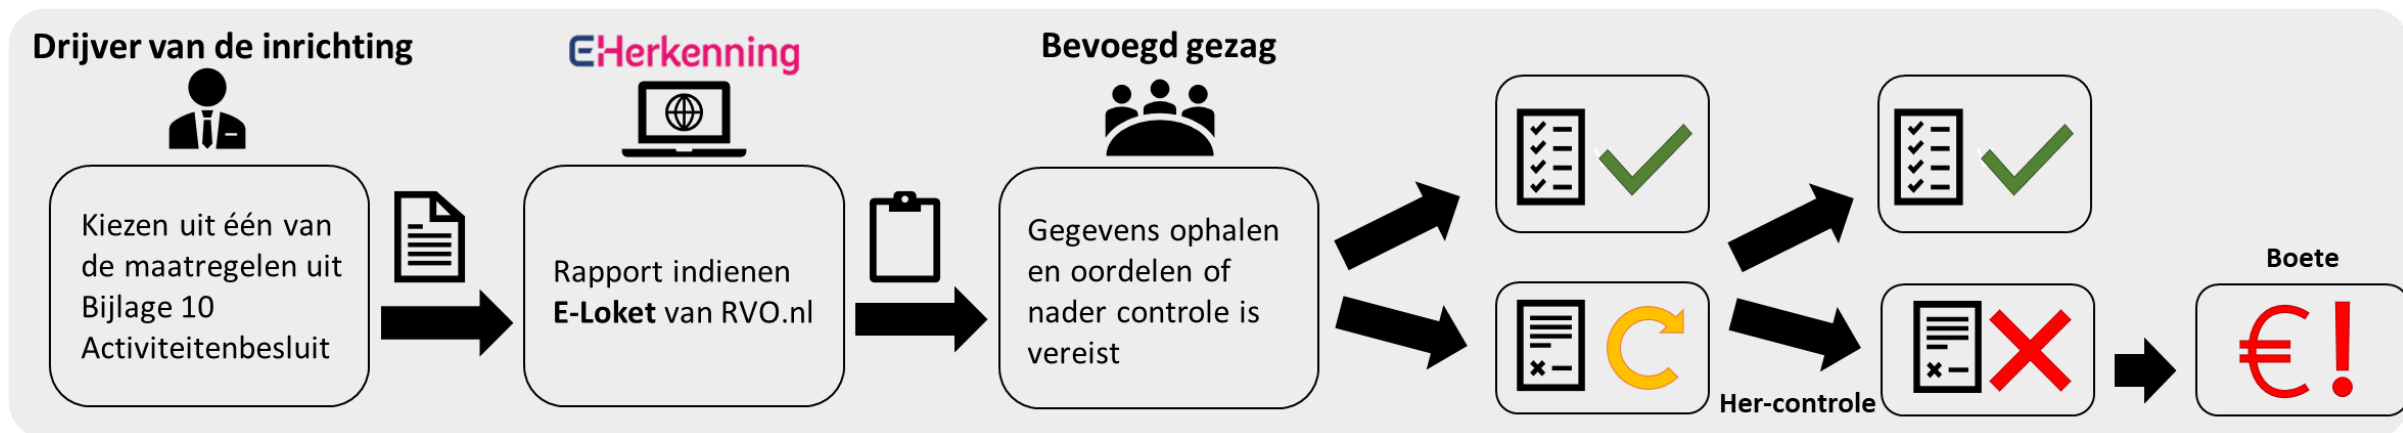 Drijver van de inrichting
Kiezen uit één van
de maatregelen uit
Bijlage 10
Activiteitenbesluit
EHerkenning
Rapport indienen
E-Loket van RVO.nl
Bevoegd gezag
Gegevens ophalen
en oordelen of
nader controle is
vereist
Her-controle
Boete
€!